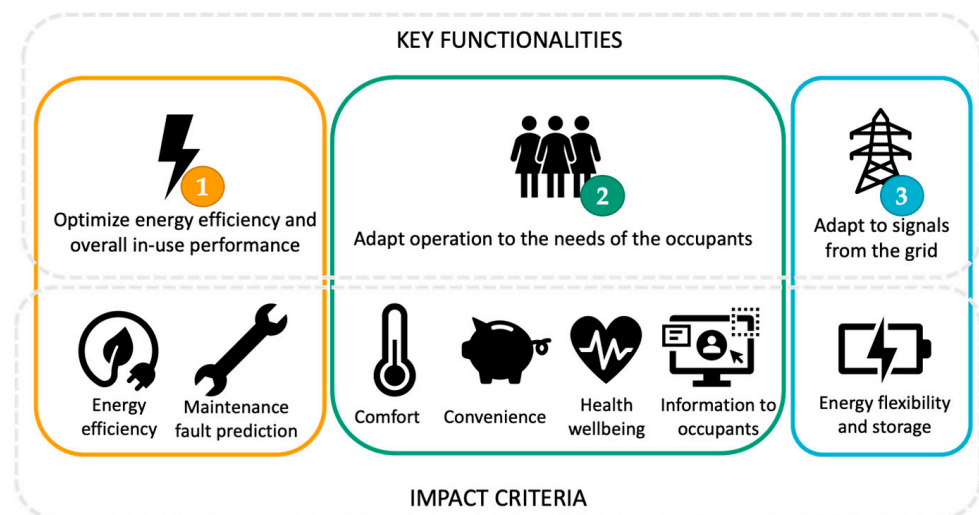 KEY FUNCTIONALITIES
1
Optimize energy efficiency and
overall in-use performance
2
Adapt operation to the needs of the occupants
3
Adapt to signals
from the grid
Energy
efficiency
Maintenance
fault prediction
Comfort
Convenience
Health
wellbeing
Information to
occupants
Energy flexibility
and storage
IMPACT CRITERIA